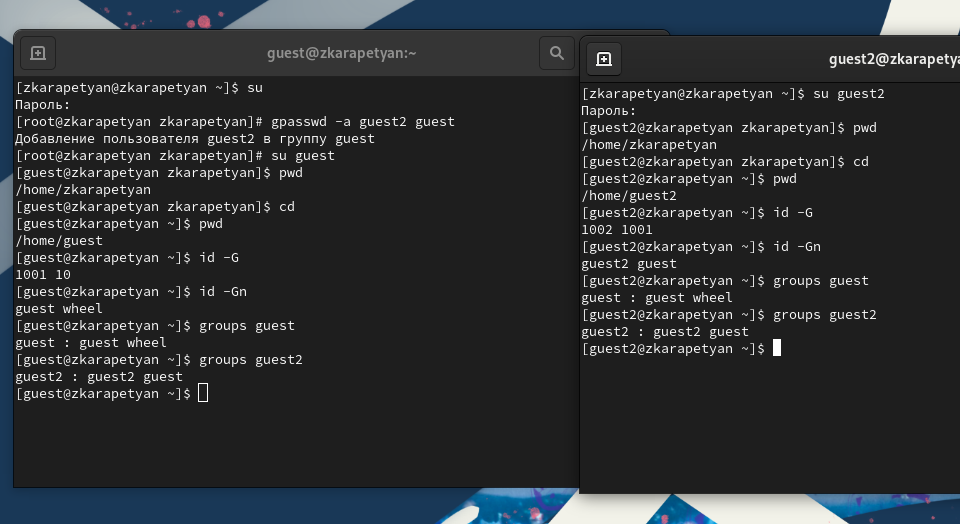 guest@zkarapetyan:~
[zkarapetyan@zkarapetyan ~]$ su
Пароль:
[root@zkarapetyan zkarapetyan]# gpasswd -a guest2 guest
Добавление пользователя guest2 в группу guest
[root@zkarapetyan zkarapetyan]# su guest
[guest@zkarapetyan zkarapetyan]$ pwd
/home/zkarapetyan
[guest@zkarapetyan zkarapetyan]$ cd
[guest@zkarapetyan ~]$ pwd
/home/guest
[guest@zkarapetyan ~]$ id -G
1001 10
[guest@zkarapetyan ~]$ id -Gn
guest wheel
[guest@zkarapetyan ~]$ groups guest
guest : guest wheel
[guest@zkarapetyan ~]$ groups guest2
guest2 : guest2 guest
[guest@zkarapetyan ~]$
guest2@zkarapetya
[zkarapetyan@zkarapetyan ~]$ su guest2
Пароль:
[guest2@zkarapetyan zkarapetyan]$ pwd
/home/zkarapetyan
[guest2@zkarapetyan zkarapetyan]$ cd
[guest2@zkarapetyan ~]$ pwd
/home/guest2
[guest2@zkarapetyan ~]$ id -G
1002 1001
[guest2@zkarapetyan ~]$ id -Gn
guest2 guest
[guest2@zkarapetyan ~]$ groups guest
guest : guest wheel
[guest2@zkarapetyan ~]$ groups guest2
guest2 : guest2 guest
[guest2@zkarapetyan ~]$